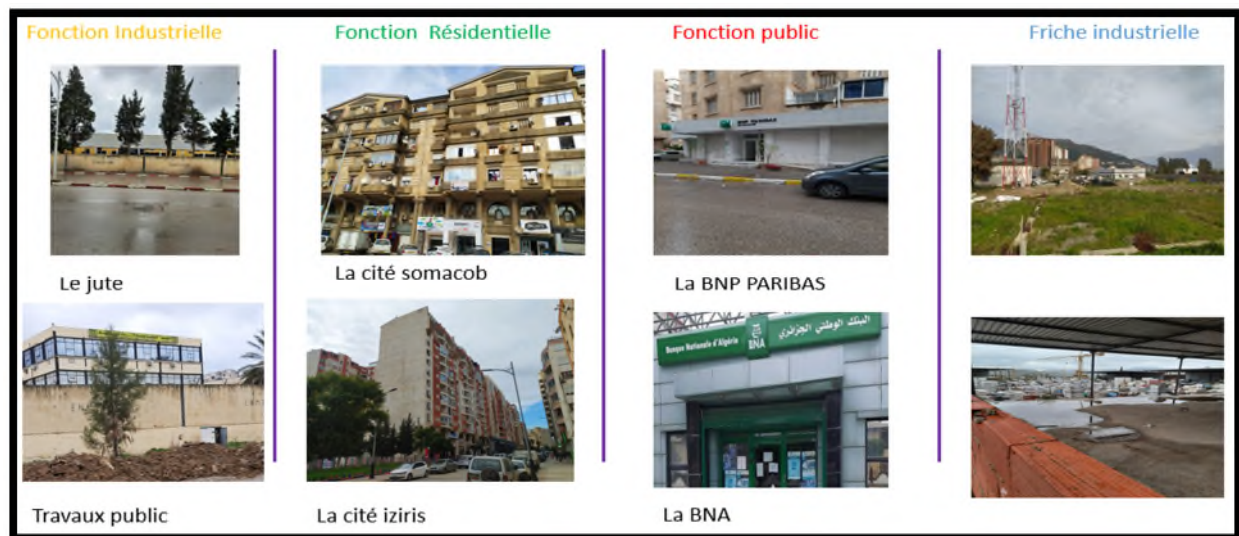 Fonction Industrielle
Fonction Résidentielle
Fonction public
Friche industrielle
Le jute
La cité somacob
BNP PARIBAS
La BNP PARIBAS
Travaux public
La cité iziris
البنك الوطني الجزائري
BNA
Banque Nationale d'Algérie
La BNA